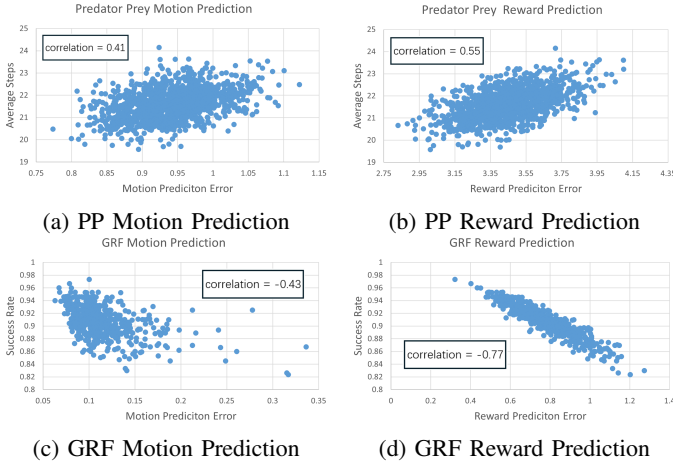 Predator Prey Motion Prediction
25
24
23
22
21
20
19
Average Steps
correlation = 0.41
0.75 0.8 0.85 0.9 0.95 1 1.05 1.1 1.15
Motion Prediciton Error
(a) PP Motion Prediction
Predator Prey Reward Prediction
25
24
23
22
21
20
19
Average Steps
correlation = 0.55
2.75 2.95 3.15 3.35 3.55 3.75 3.95 4.15 4.35
Reward Prediciton Error
(b) PP Reward Prediction
GRF Motion Prediction
1
0.98
0.96
0.94
0.92
0.9
0.88
0.86
0.84
0.82
0.8
Success Rate
correlation = -0.43
0.05 0.1 0.15 0.2 0.25 0.3 0.35
Motion Prediciton Error
(c) GRF Motion Prediction
GRF Reward Prediction
1
0.98
0.96
0.94
0.92
0.9
0.88
0.86
0.84
0.82
0.8
Success Rate
correlation = -0.77
0 0.2 0.4 0.6 0.8 1 1.2 1.4
Reward Prediciton Error
(d) GRF Reward Prediction